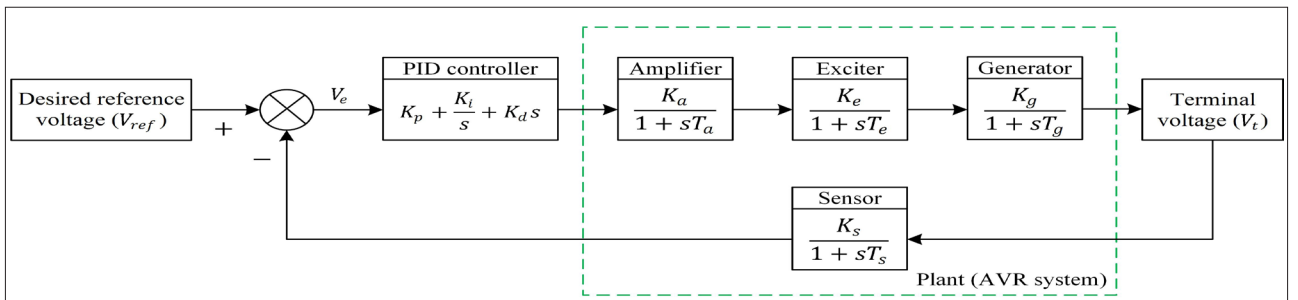 Desired reference
voltage (V_ref)
+
−
V_e
PID controller
K_p + K_i/s + K_d s
Amplifier
K_a
1 + sT_a
Exciter
K_e
1 + sT_e
Generator
K_g
1 + sT_g
Terminal
voltage (V_t)
Sensor
K_s
1 + sT_s
Plant (AVR system)